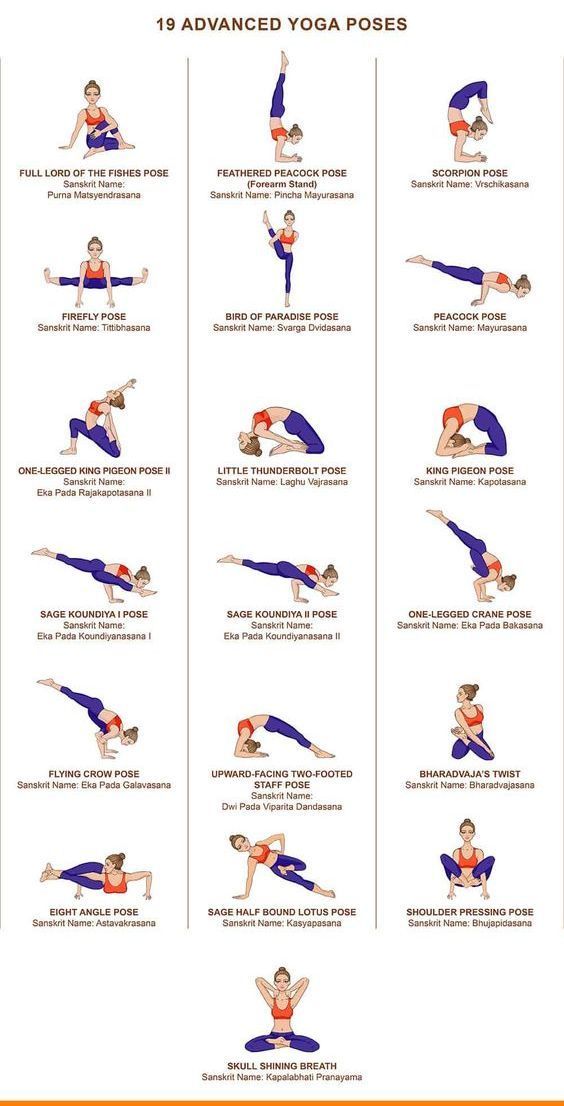 19 ADVANCED YOGA POSES
FULL LORD OF THE FISHES POSE
Sanskrit Name:
Purna Matsyendrasana
FEATHERED PEACOCK POSE
(Forearm Stand)
Sanskrit Name: Pincha Mayurasana
SCORPION POSE
Sanskrit Name: Vrschikasana
FIREFLY POSE
Sanskrit Name: Tittibhasana
BIRD OF PARADISE POSE
Sanskrit Name: Svarga Dvidasana
PEACOCK POSE
Sanskrit Name: Mayurasana
ONE-LEGGED KING PIGEON POSE II
Sanskrit Name:
Eka Pada Rajakapotasana II
LITTLE THUNDERBOLT POSE
Sanskrit Name: Laghu Vajrasana
KING PIGEON POSE
Sanskrit Name: Kapotasana
SAGE KOUNDIYA I POSE
Sanskrit Name:
Eka Pada Koundiyanasana I
SAGE KOUNDIYA II POSE
Sanskrit Name:
Eka Pada Koundiyanasana II
ONE-LEGGED CRANE POSE
Sanskrit Name: Eka Pada Bakasana
FLYING CROW POSE
Sanskrit Name: Eka Pada Galavasana
UPWARD-FACING TWO-FOOTED
STAFF POSE
Sanskrit Name:
Dwi Pada Viparita Dandasana
BHARADVAJA'S TWIST
Sanskrit Name: Bharadvajasana
EIGHT ANGLE POSE
Sanskrit Name: Astavakrasana
SAGE HALF BOUND LOTUS POSE
Sanskrit Name: Kasyapasana
SHOULDER PRESSING POSE
Sanskrit Name: Bhujapidasana
SKULL SHINING BREATH
Sanskrit Name: Kapalabhati Pranayama